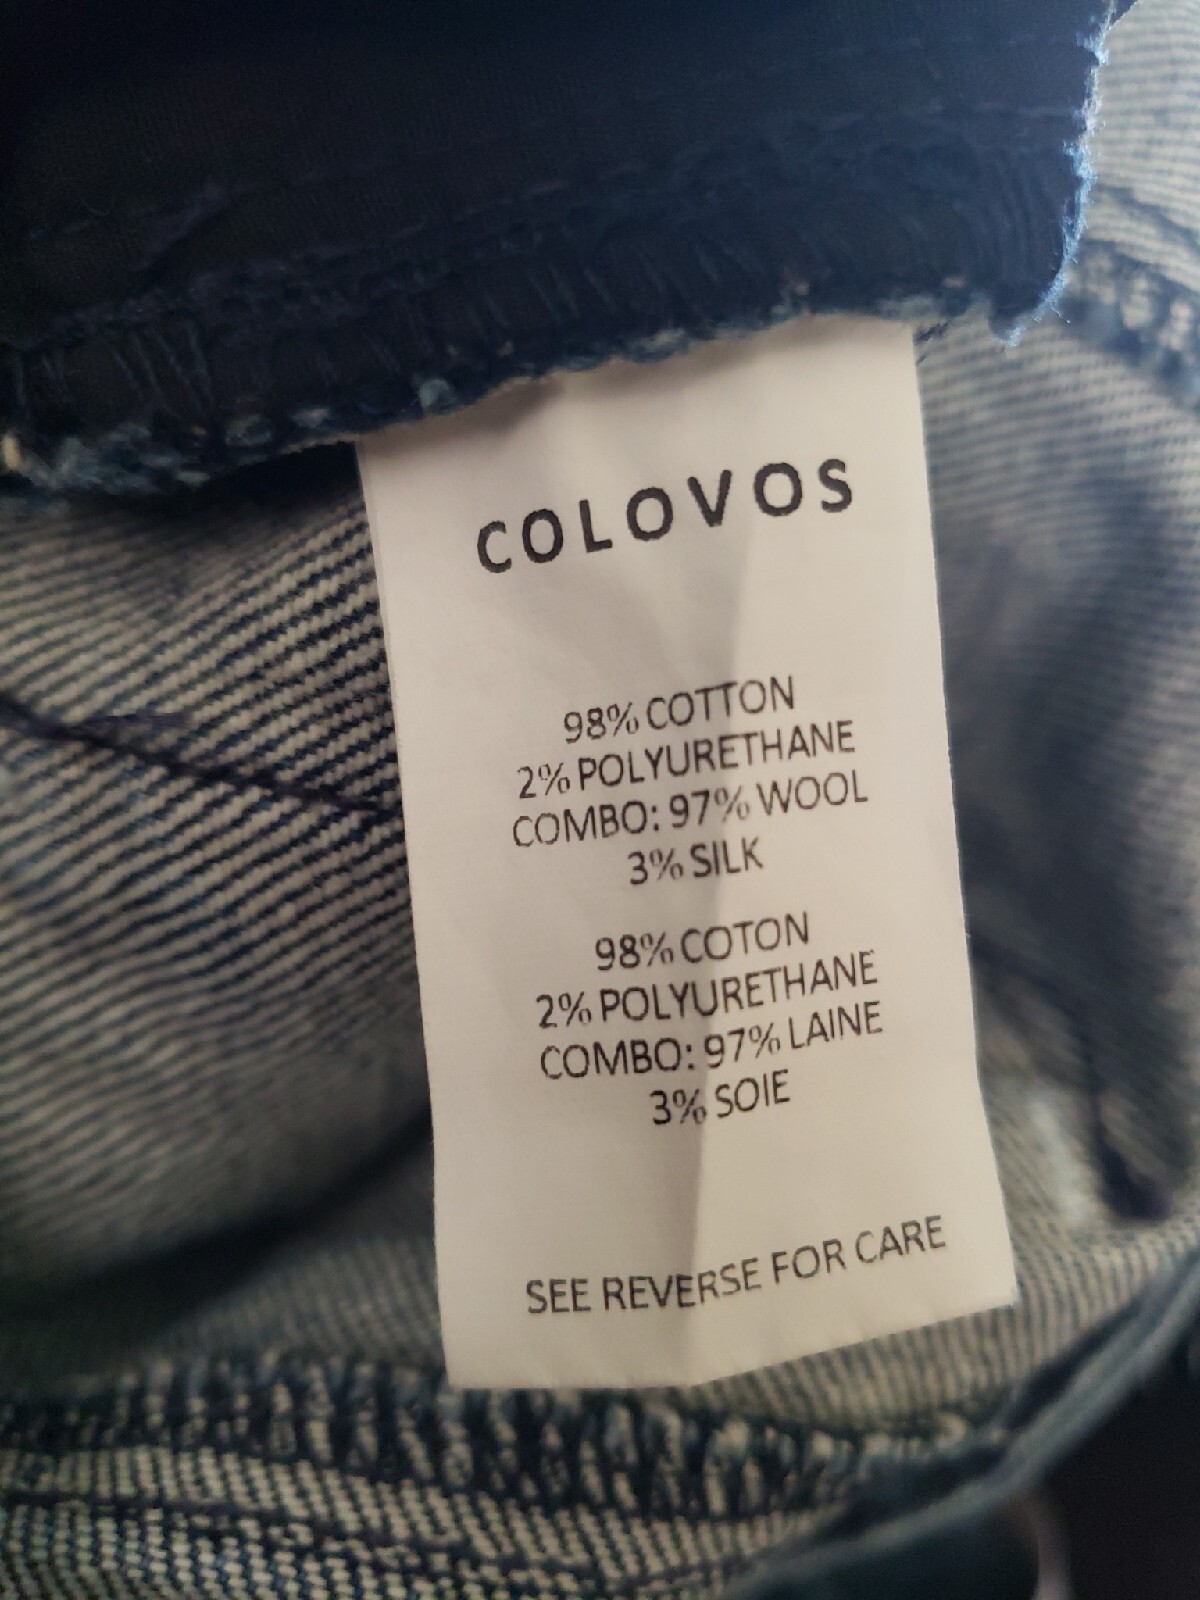 COLOVOS
98% COTTON
2% POLYURETHANE
COMBO: 97% WOOL
3% SILK
98% COTON
2% POLYURETHANE
COMBO: 97% LAINE
3% SOIE
SEE REVERSE FOR CARE